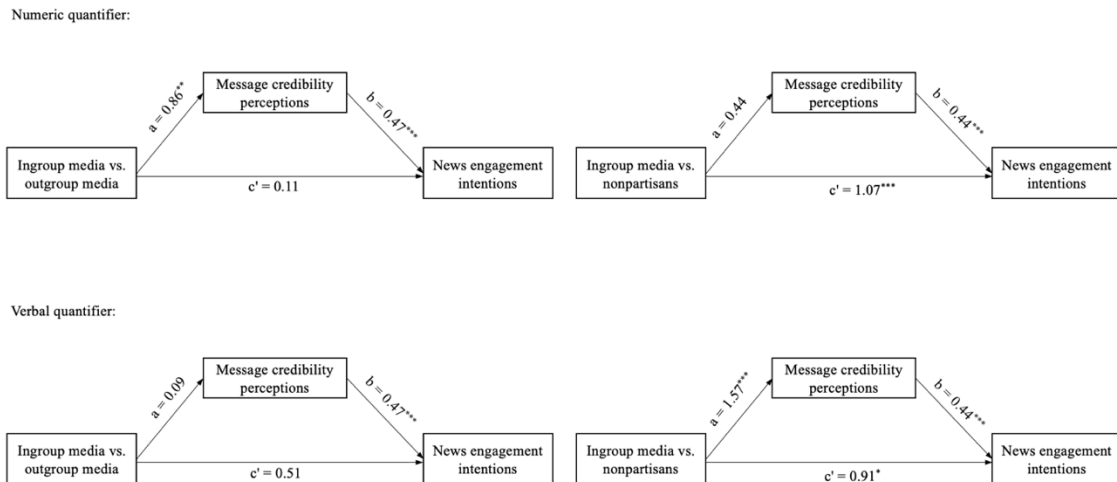 Numeric quantifier:
Message credibility
perceptions
a = 0.86**
b = 0.47***
Ingroup media vs.
outgroup media
News engagement
intentions
c' = 0.11
Message credibility
perceptions
a = 0.44
b = 0.44***
Ingroup media vs.
nonpartisans
News engagement
intentions
c' = 1.07***
Verbal quantifier:
Message credibility
perceptions
a = 0.09
b = 0.47***
Ingroup media vs.
outgroup media
News engagement
intentions
c' = 0.51
Message credibility
perceptions
a = 1.57***
b = 0.44***
Ingroup media vs.
nonpartisans
News engagement
intentions
c' = 0.91*